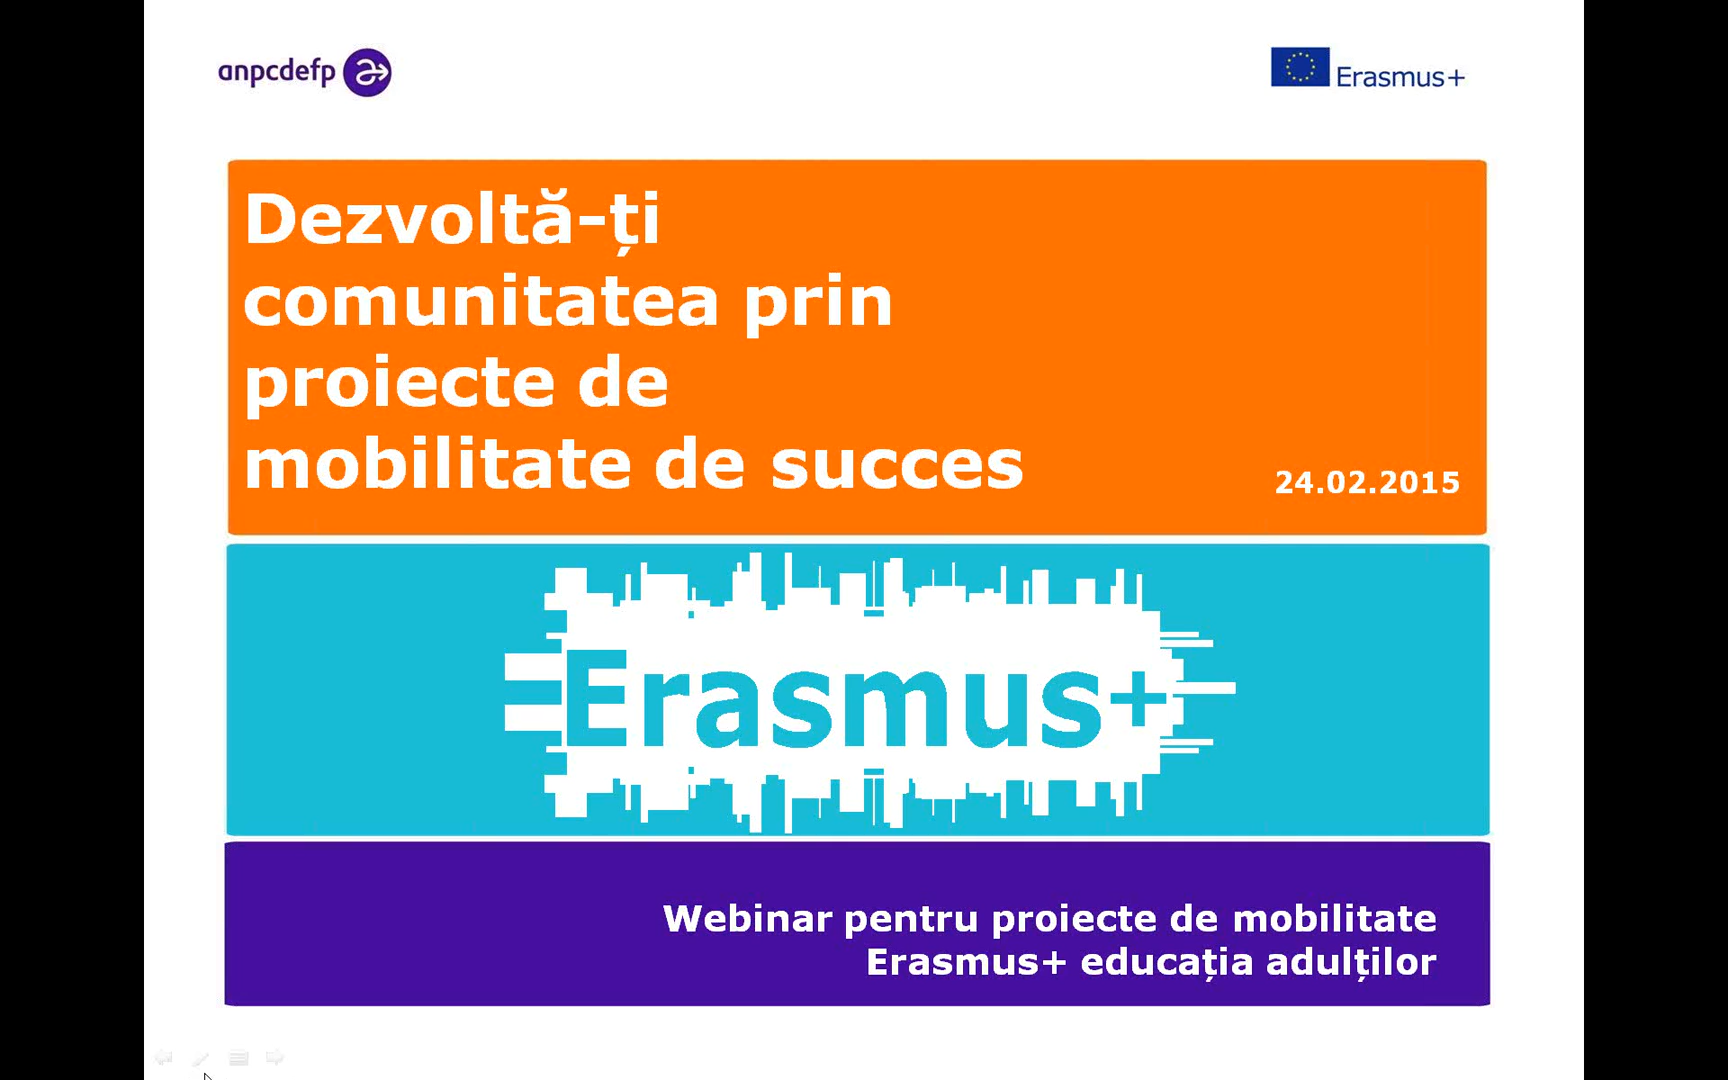 anpcdefp
Erasmus+
Dezvoltă-ți
comunitatea prin
proiecte de
mobilitate de succes
24.02.2015
Erasmus+
Webinar pentru proiecte de mobilitate
Erasmus+ educația adulților